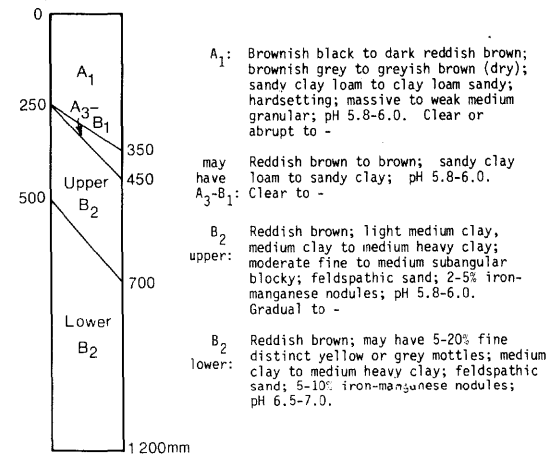 0
A1
250
A3–
B1
350
450
Upper
B2
500
700
Lower
B2
1 200mm
A1: Brownish black to dark reddish brown;
brownish grey to greyish brown (dry);
sandy clay loam to clay loam sandy;
hardsetting; massive to weak medium
granular; pH 5.8-6.0. Clear or
abrupt to -
may Reddish brown to brown; sandy clay
have loam to sandy clay; pH 5.8-6.0.
A3-B1: Clear to -
B2 Reddish brown; light medium clay,
upper: medium clay to medium heavy clay;
moderate fine to medium subangular
blocky; feldspathic sand; 2-5% iron-
manganese nodules; pH 5.8-6.0.
Gradual to -
B2 Reddish brown; may have 5-20% fine
lower: distinct yellow or grey mottles; medium
clay to medium heavy clay; feldspathic
sand; 5-10% iron-manganese nodules;
pH 6.5-7.0.